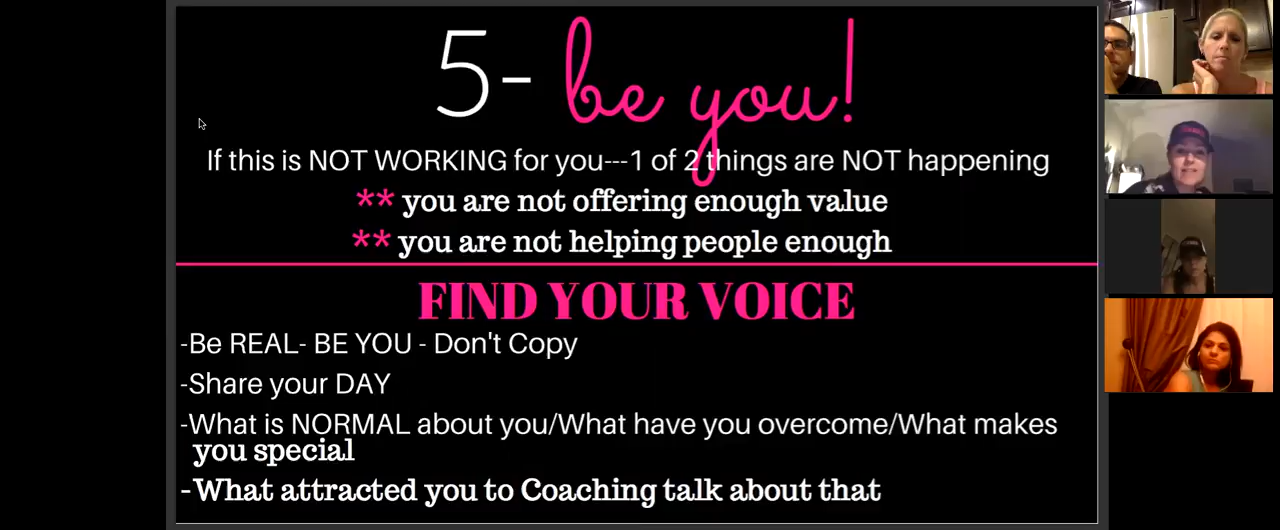 5- be you!
If this is NOT WORKING for you---1 of 2 things are NOT happening
** you are not offering enough value
** you are not helping people enough
FIND YOUR VOICE
-Be REAL- BE YOU - Don't Copy
-Share your DAY
-What is NORMAL about you/What have you overcome/What makes
you special
-What attracted you to Coaching talk about that